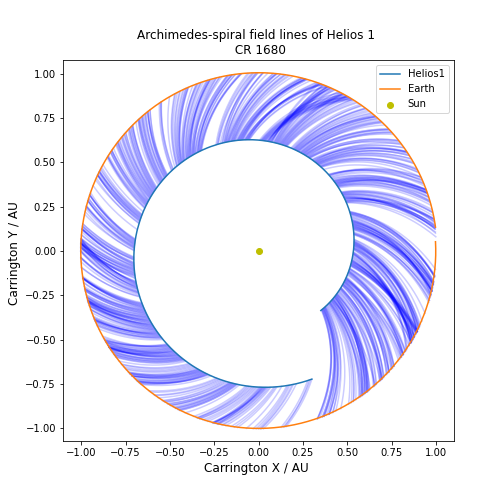 Archimedes-spiral field lines of Helios 1
CR 1680
Helios1
Earth
Sun
Carrington Y / AU
1.00
0.75
0.50
0.25
0.00
−0.25
−0.50
−0.75
−1.00
−1.00 −0.75 −0.50 −0.25 0.00 0.25 0.50 0.75 1.00
Carrington X / AU